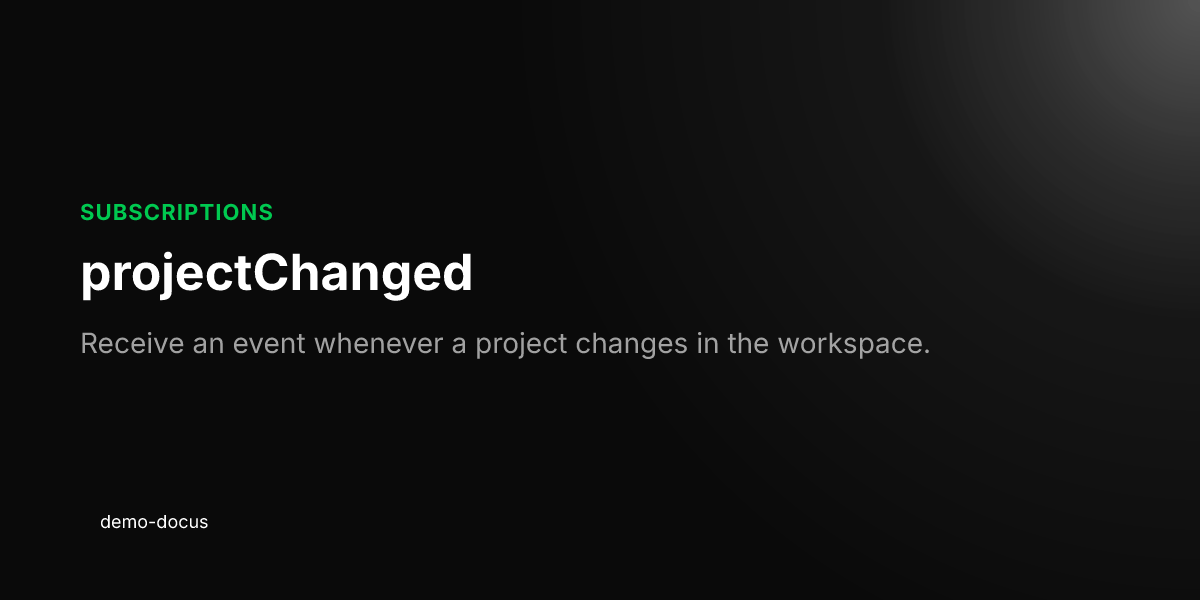 SUBSCRIPTIONS
projectChanged
Receive an event whenever a project changes in the workspace.
demo-docus